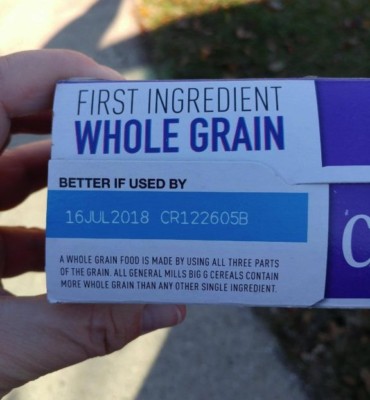 FIRST INGREDIENT
WHOLE GRAIN
BETTER IF USED BY
16JUL2018 CR122605B
A WHOLE GRAIN FOOD IS MADE BY USING ALL THREE PARTS
OF THE GRAIN. ALL GENERAL MILLS BIG G CEREALS CONTAIN
MORE WHOLE GRAIN THAN ANY OTHER SINGLE INGREDIENT.